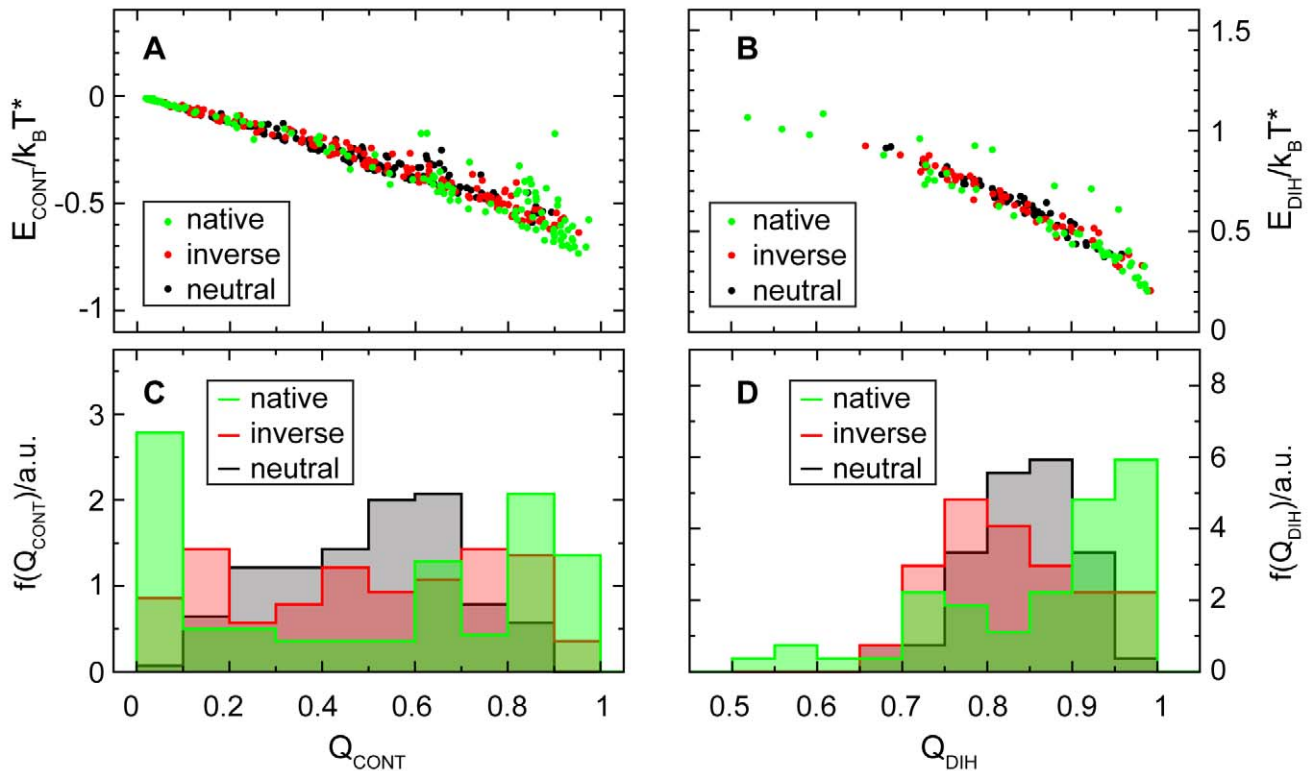 A
E_CONT/k_BT*
0
-0.5
-1
native
inverse
neutral
B
E_DIH/k_BT*
1.5
1
0.5
0
native
inverse
neutral
C
f(Q_CONT)/a.u.
3
2
1
0
native
inverse
neutral
0 0.2 0.4 0.6 0.8 1
Q_CONT
D
f(Q_DIH)/a.u.
8
6
4
2
0
native
inverse
neutral
0.5 0.6 0.7 0.8 0.9 1
Q_DIH